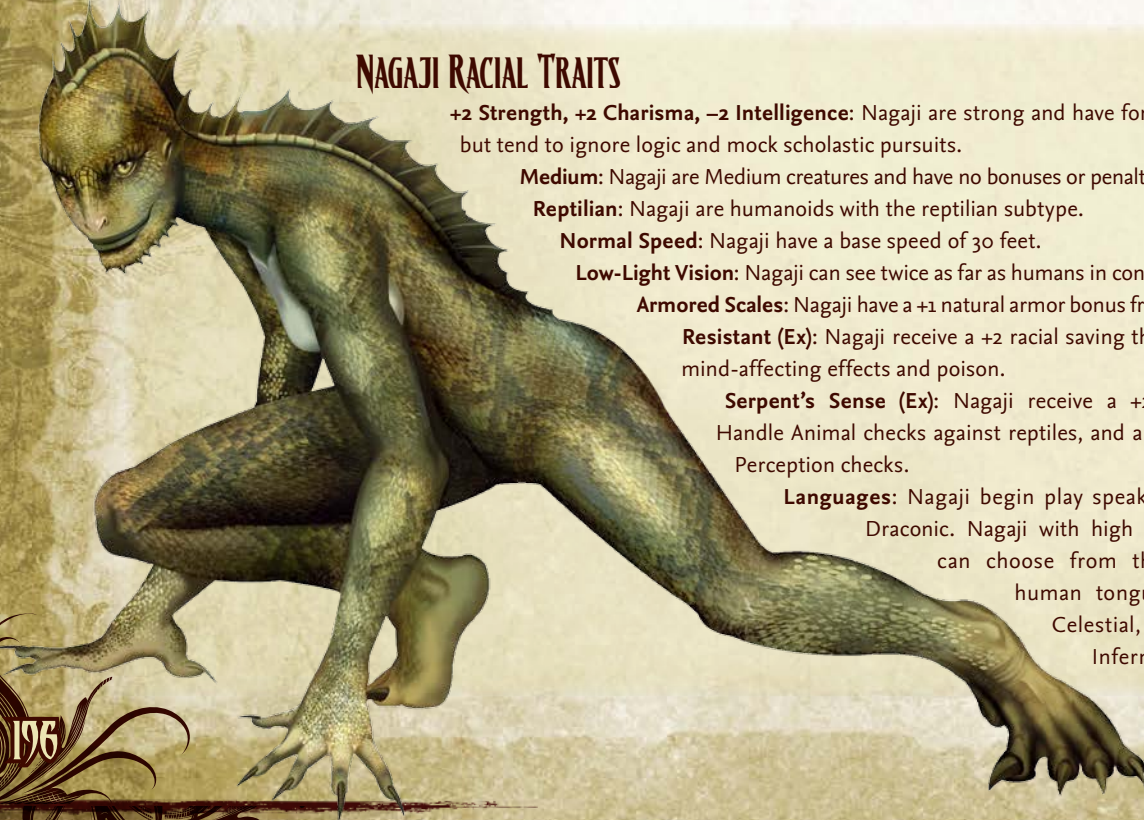 Nagaji Racial Traits
+2 Strength, +2 Charisma, –2 Intelligence: Nagaji are strong and have for
but tend to ignore logic and mock scholastic pursuits.
Medium: Nagaji are Medium creatures and have no bonuses or penalt
Reptilian: Nagaji are humanoids with the reptilian subtype.
Normal Speed: Nagaji have a base speed of 30 feet.
Low-Light Vision: Nagaji can see twice as far as humans in con
Armored Scales: Nagaji have a +1 natural armor bonus fr
Resistant (Ex): Nagaji receive a +2 racial saving th
mind-affecting effects and poison.
Serpent's Sense (Ex): Nagaji receive a
Handle Animal checks against reptiles, and a
Perception checks.
Languages: Nagaji begin play speak
Draconic. Nagaji with high
can choose from th
human tongu
Celestial,
Infern
196